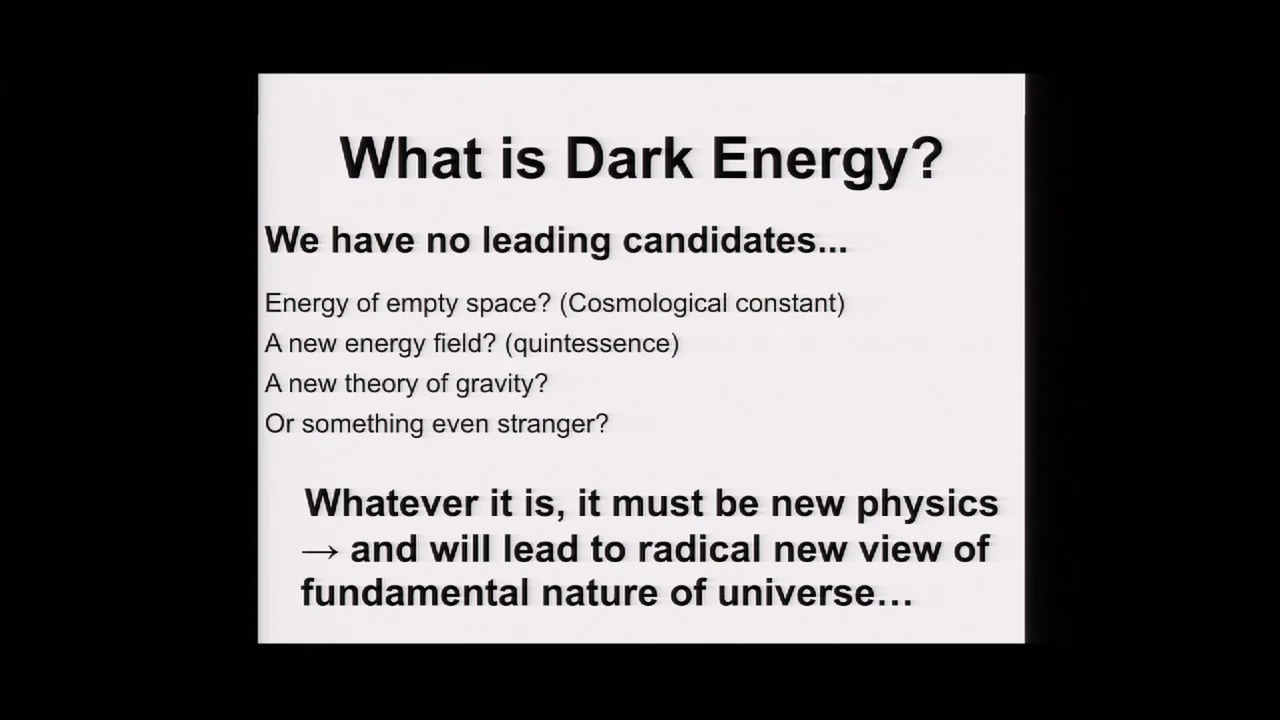 What is Dark Energy?
We have no leading candidates...
Energy of empty space? (Cosmological constant)
A new energy field? (quintessence)
A new theory of gravity?
Or something even stranger?
Whatever it is, it must be new physics
→ and will lead to radical new view of
fundamental nature of universe…